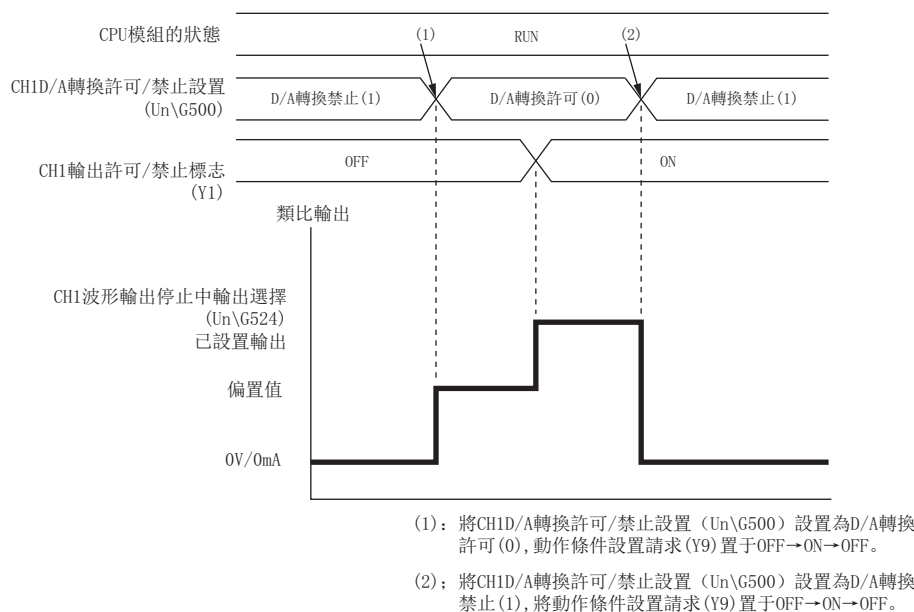 CPU模組的狀態
(1)
RUN
(2)
CH1D/A轉換許可/禁止設置
(Un\G500)
D/A轉換禁止(1)
D/A轉換許可(0)
D/A轉換禁止(1)
CH1輸出許可/禁止標志
(Y1)
OFF
ON
類比輸出
CH1波形輸出停止中輸出選擇
(Un\G524)
已設置輸出
偏置值
0V/0mA
(1): 將CH1D/A轉換許可/禁止設置（Un\G500）設置為D/A轉換
許可(0),動作條件設置請求(Y9)置于OFF→ON→OFF。
(2); 將CH1D/A轉換許可/禁止設置（Un\G500）設置為D/A轉換
禁止(1),將動作條件設置請求(Y9)置于OFF→ON→OFF。